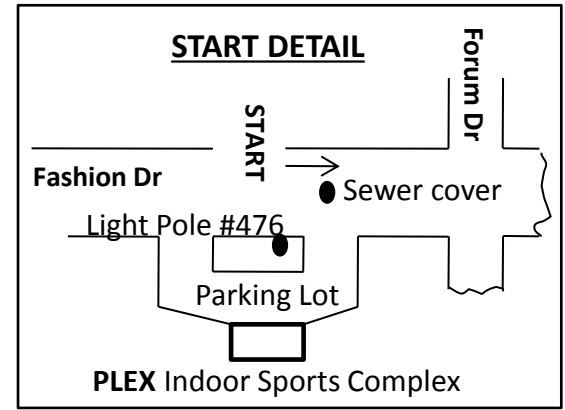 START DETAIL
Forum Dr
START
Fashion Dr
Sewer cover
Light Pole #476
Parking Lot
PLEX Indoor Sports Complex